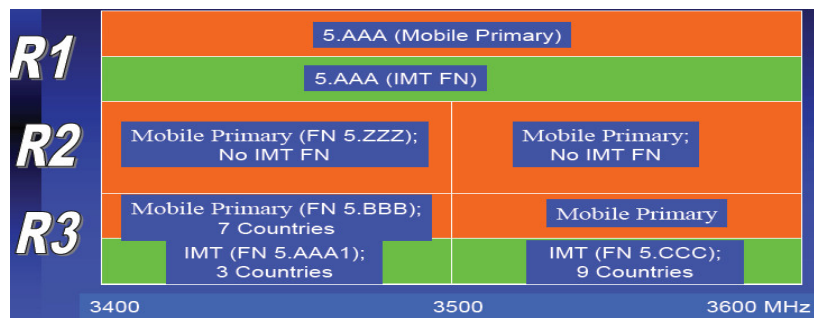 R1
5.AAA (Mobile Primary)
5.AAA (IMT FN)
R2
Mobile Primary (FN 5.ZZZ);
No IMT FN
Mobile Primary;
No IMT FN
R3
Mobile Primary (FN 5.BBB);
7 Countries
Mobile Primary
IMT (FN 5.AAA1);
3 Countries
IMT (FN 5.CCC);
9 Countries
3400
3500
3600 MHz